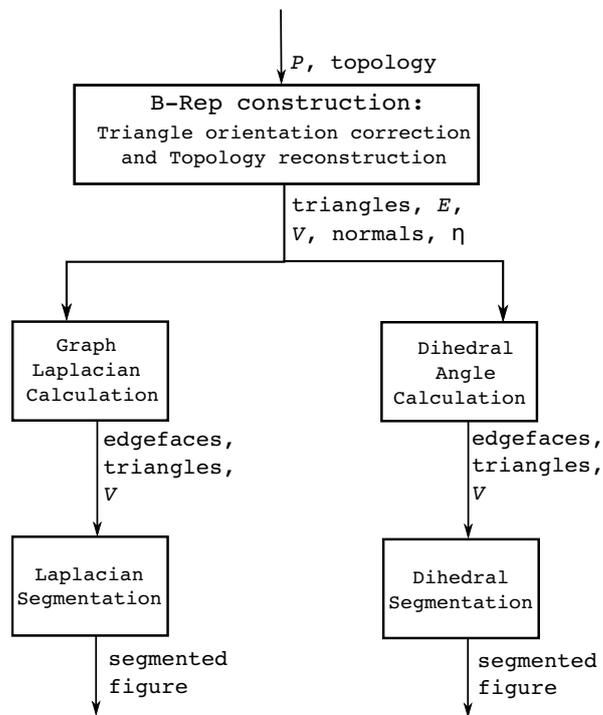 P, topology
B-Rep construction:
Triangle orientation correction
and Topology reconstruction
triangles, E,
V, normals, η
Graph
Laplacian
Calculation
Dihedral
Angle
Calculation
edgefaces,
triangles,
V
edgefaces,
triangles,
V
Laplacian
Segmentation
Dihedral
Segmentation
segmented
figure
segmented
figure